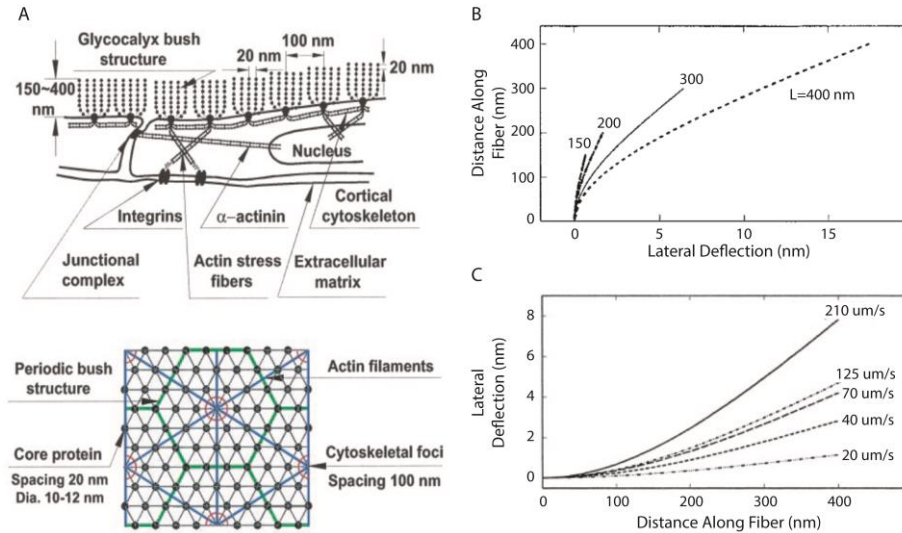 A
Glycocalyx bush
structure
100 nm
20 nm
20 nm
150~400
nm
Nucleus
Integrins
α–actinin
Cortical
cytoskeleton
Junctional
complex
Actin stress
fibers
Extracellular
matrix
Periodic bush
structure
Actin filaments
Core protein
Spacing 20 nm
Dia. 10-12 nm
Cytoskeletal foci
Spacing 100 nm
B
Distance Along
Fiber (nm)
400
300
200
100
0
150
200
300
L=400 nm
0
5
10
15
Lateral Deflection (nm)
C
Lateral
Deflection (nm)
8
6
4
2
0
210 um/s
125 um/s
70 um/s
40 um/s
20 um/s
0
100
200
300
400
Distance Along Fiber (nm)